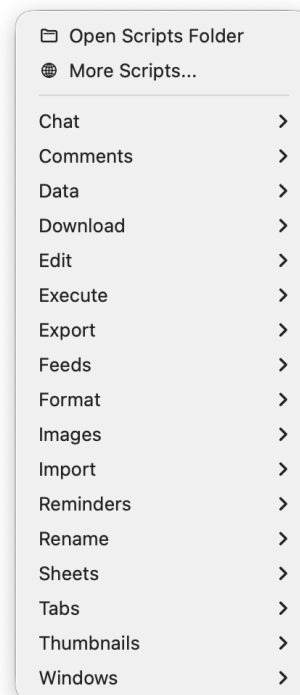 Open Scripts Folder
More Scripts...
Chat
Comments
Data
Download
Edit
Execute
Export
Feeds
Format
Images
Import
Reminders
Rename
Sheets
Tabs
Thumbnails
Windows